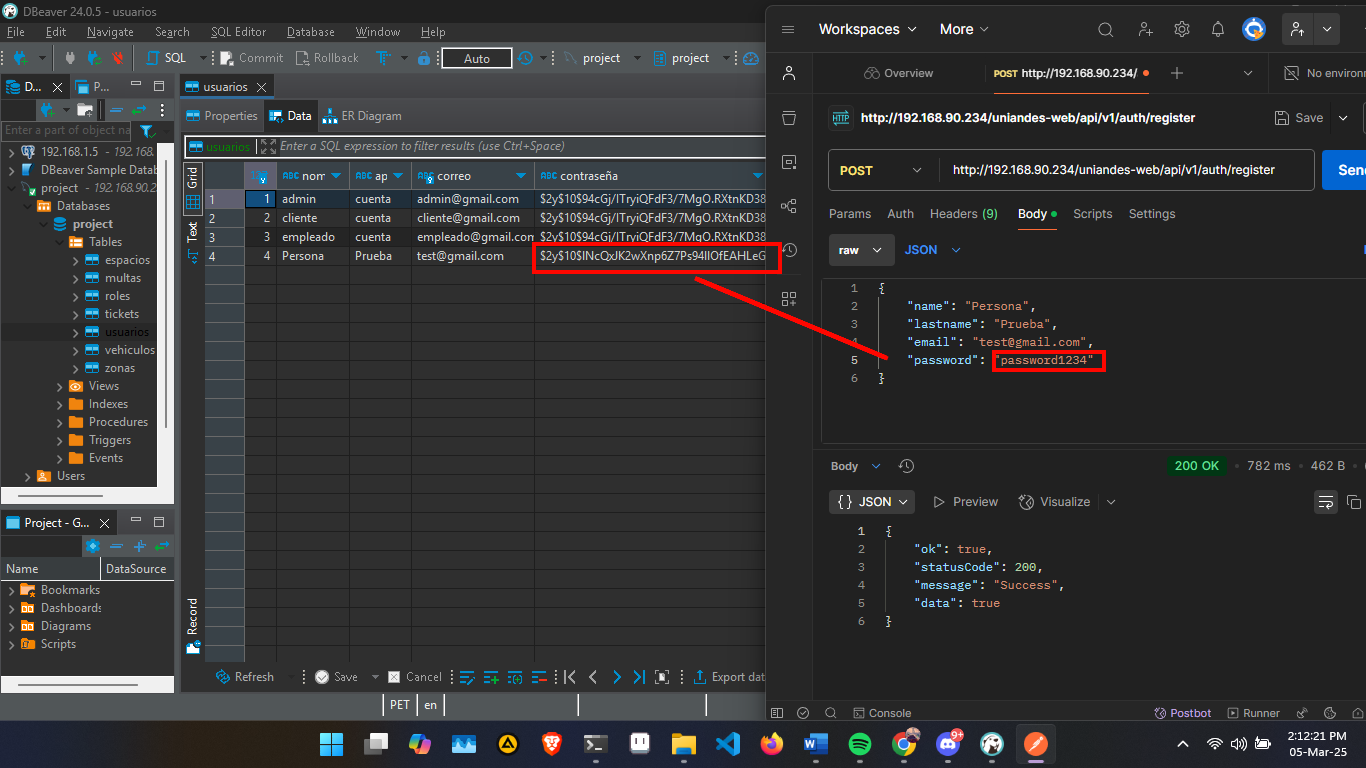 DBeaver 24.0.5 - usuarios
File Edit Navigate Search SQL Editor Database Window Help
SQL Commit Rollback Auto project project
D... P...
Enter a part of object na
192.168.1.5 - 192.168.
DBeaver Sample Datab
project - 192.168.90.2
Databases
project
Tables
espacios
multas
roles
tickets
usuarios
vehiculos
zonas
Views
Indexes
Procedures
Triggers
Events
Users
Project - G...
Name DataSource
Bookmarks
Dashboards
Diagrams
Scripts
usuarios
Properties Data ER Diagram
usuarios Enter a SQL expression to filter results (use Ctrl+Space)
Grid
Text
Record
123 ABC nom ABC ap ABC correo ABC contraseña
1 1 admin cuenta admin@gmail.com $2y$10$94cGj/ITryiQFdF3/7MgO.RXtnKD38
2 2 cliente cuenta cliente@gmail.com $2y$10$94cGj/ITryiQFdF3/7MgO.RXtnKD38
3 3 empleado cuenta empleado@gmail.com $2y$10$94cGj/ITryiQFdF3/7MgO.RXtnKD38
4 4 Persona Prueba test@gmail.com $2y$10$INcQxJK2wXnp6Z7Ps94IIOfEAHLeG
Refresh Save Cancel Export dat
PET en
Workspaces More
Overview POST http://192.168.90.234/ No environ
HTTP http://192.168.90.234/uniandes-web/api/v1/auth/register Save
POST http://192.168.90.234/uniandes-web/api/v1/auth/register Send
Params Auth Headers (9) Body Scripts Settings
raw JSON
1 {
2 "name": "Persona",
3 "lastname": "Prueba",
4 "email": "test@gmail.com",
5 "password": "password1234"
6 }
Body 200 OK 782 ms 462 B
{} JSON Preview Visualize
1 {
2 "ok": true,
3 "statusCode": 200,
4 "message": "Success",
5 "data": true
6 }
Console Postbot Runner
9+
2:12:21 PM
05-Mar-25